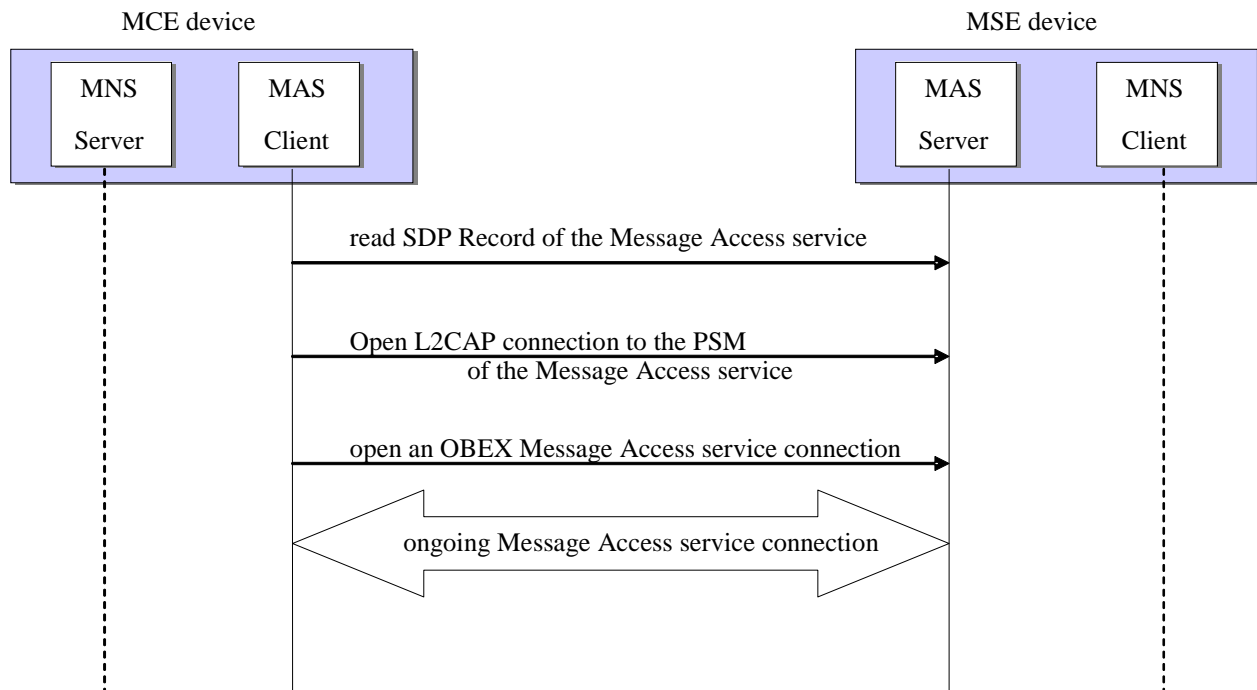 MCE device
MSE device
MNS
Server
MAS
Client
MAS
Server
MNS
Client
read SDP Record of the Message Access service
Open L2CAP connection to the PSM
of the Message Access service
open an OBEX Message Access service connection
ongoing Message Access service connection